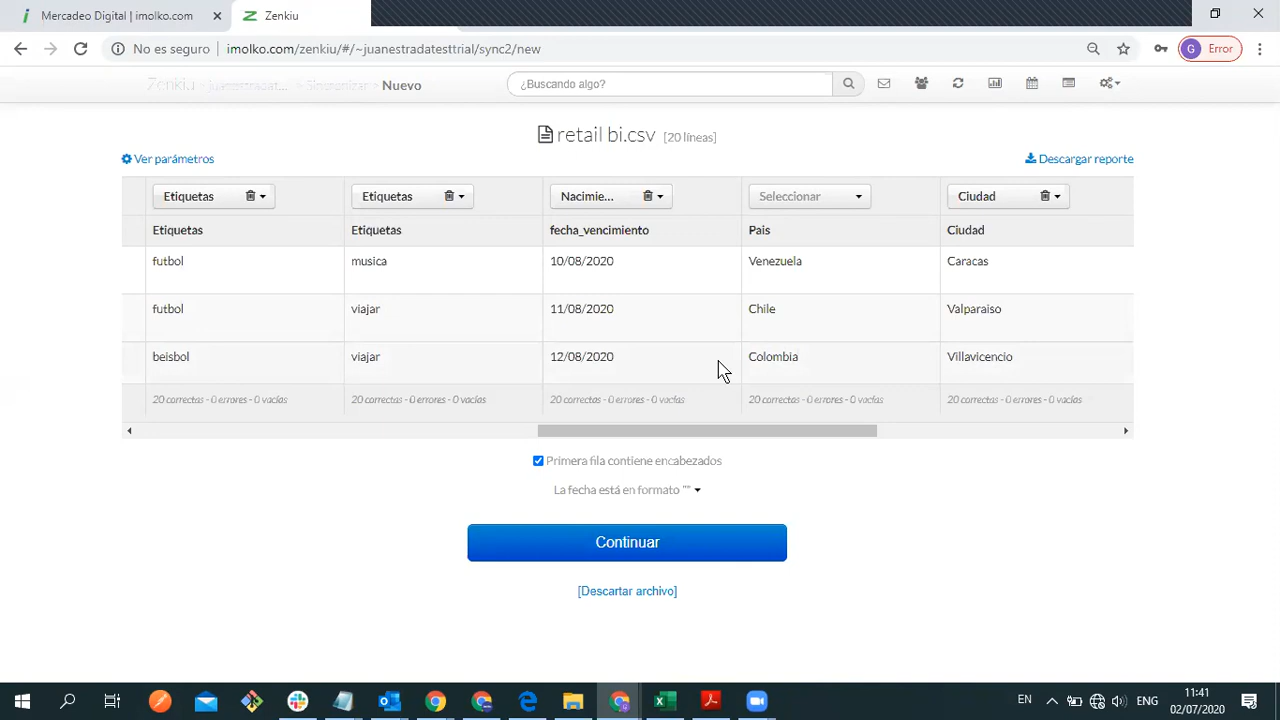 Mercadeo Digital | imolko.com
Zenkiu
No es seguro
imolko.com/zenkiu/#/~juanestradatesttrial/sync2/new
G Error
Zenkiu
juanestradat...
Sincronizar
Nuevo
¿Buscando algo?
retail bi.csv [20 líneas]
Ver parámetros
Descargar reporte
Etiquetas Etiquetas Nacimie... Seleccionar Ciudad
Etiquetas Etiquetas fecha_vencimiento Pais Ciudad
futbol musica 10/08/2020 Venezuela Caracas
futbol viajar 11/08/2020 Chile Valparaiso
beisbol viajar 12/08/2020 Colombia Villavicencio
20 correctas - 0 errores - 0 vacías 20 correctas - 0 errores - 0 vacías 20 correctas - 0 errores - 0 vacías 20 correctas - 0 errores - 0 vacías 20 correctas - 0 errores - 0 vacías
Primera fila contiene encabezados
La fecha está en formato ""
Continuar
[Descartar archivo]
EN
ENG
11:41
02/07/2020